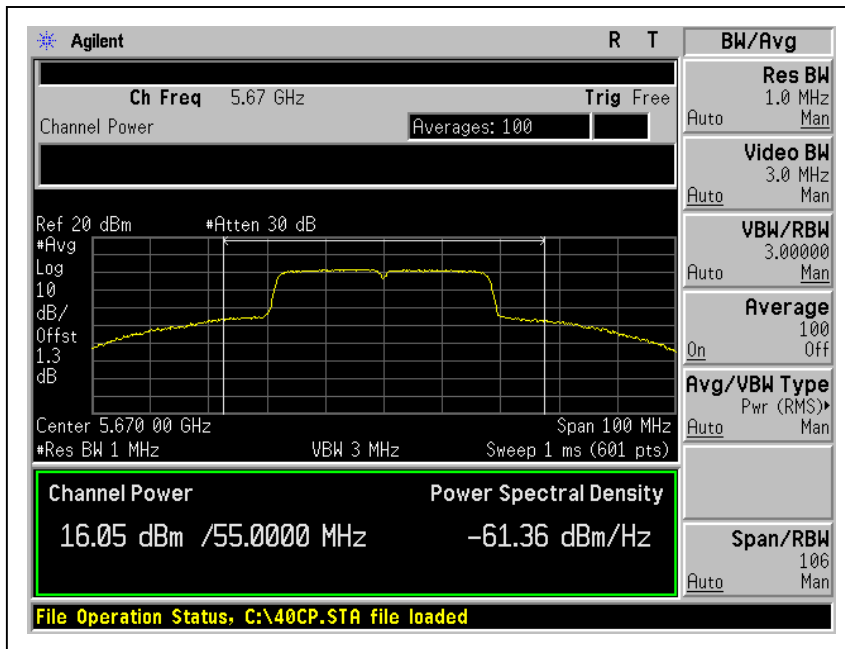 Agilent R T
Ch Freq 5.67 GHz Trig Free
Channel Power Averages: 100
Ref 20 dBm #Atten 30 dB
#Avg
Log
10
dB/
Offst
1.3
dB
Center 5.670 00 GHz Span 100 MHz
#Res BW 1 MHz VBW 3 MHz Sweep 1 ms (601 pts)
Channel Power Power Spectral Density
16.05 dBm /55.0000 MHz -61.36 dBm/Hz
File Operation Status, C:\40CP.STA file loaded
BW/Avg
Res BW
1.0 MHz
Auto Man
Video BW
3.0 MHz
Auto Man
VBW/RBW
3.00000
Auto Man
Average
100
On Off
Avg/VBW Type
Pwr (RMS)▸
Auto Man
Span/RBW
106
Auto Man